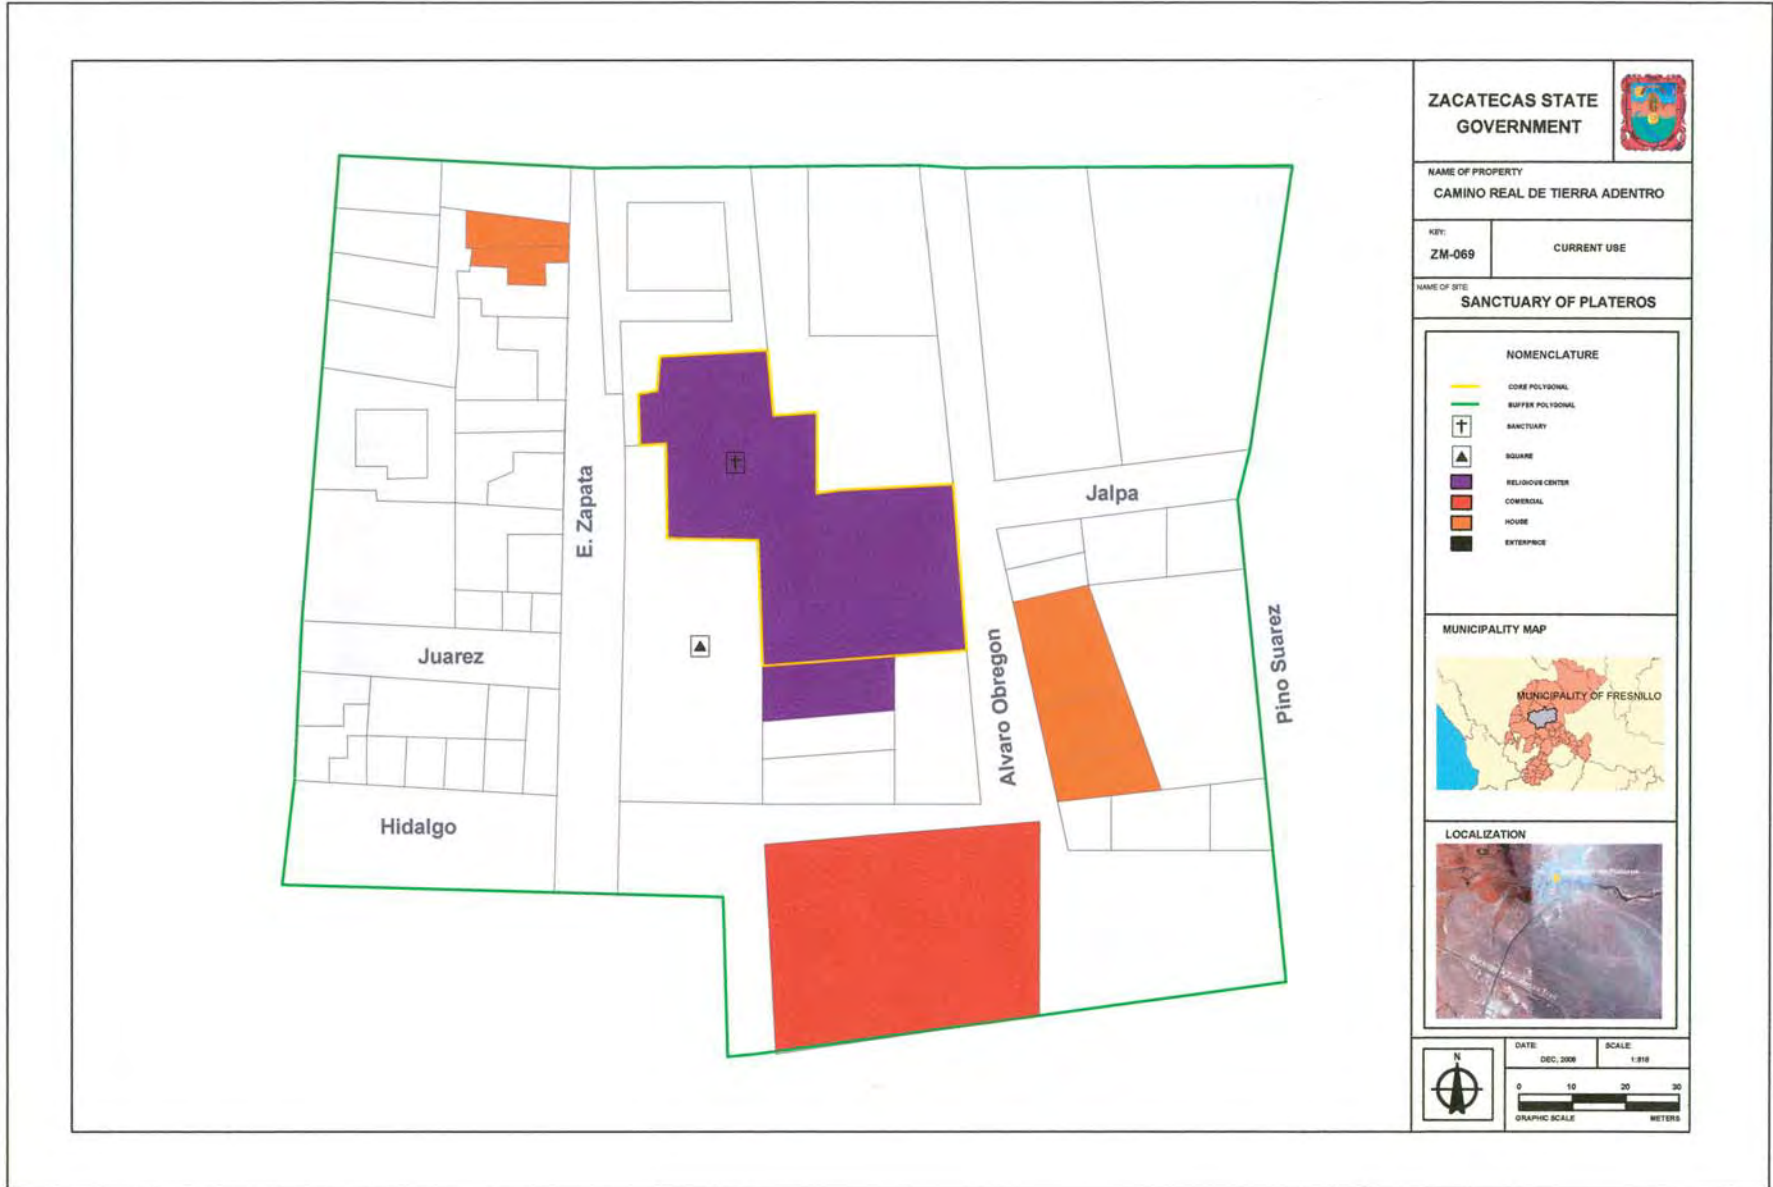 ZACATECAS STATE
GOVERNMENT
NAME OF PROPERTY
CAMINO REAL DE TIERRA ADENTRO
KEY:
ZM-069
CURRENT USE
NAME OF SITE:
SANCTUARY OF PLATEROS
NOMENCLATURE
CORE POLYGONAL
BUFFER POLYGONAL
SANCTUARY
SQUARE
RELIGIOUS CENTER
COMERCIAL
HOUSE
ENTERPRICE
E. Zapata
Jalpa
Juarez
Alvaro Obregon
Pino Suarez
Hidalgo
MUNICIPALITY MAP
MUNICIPALITY OF FRESNILLO
LOCALIZATION
N
DATE:
DEC, 2008
SCALE:
0 10 20 30
GRAPHIC SCALE METERS